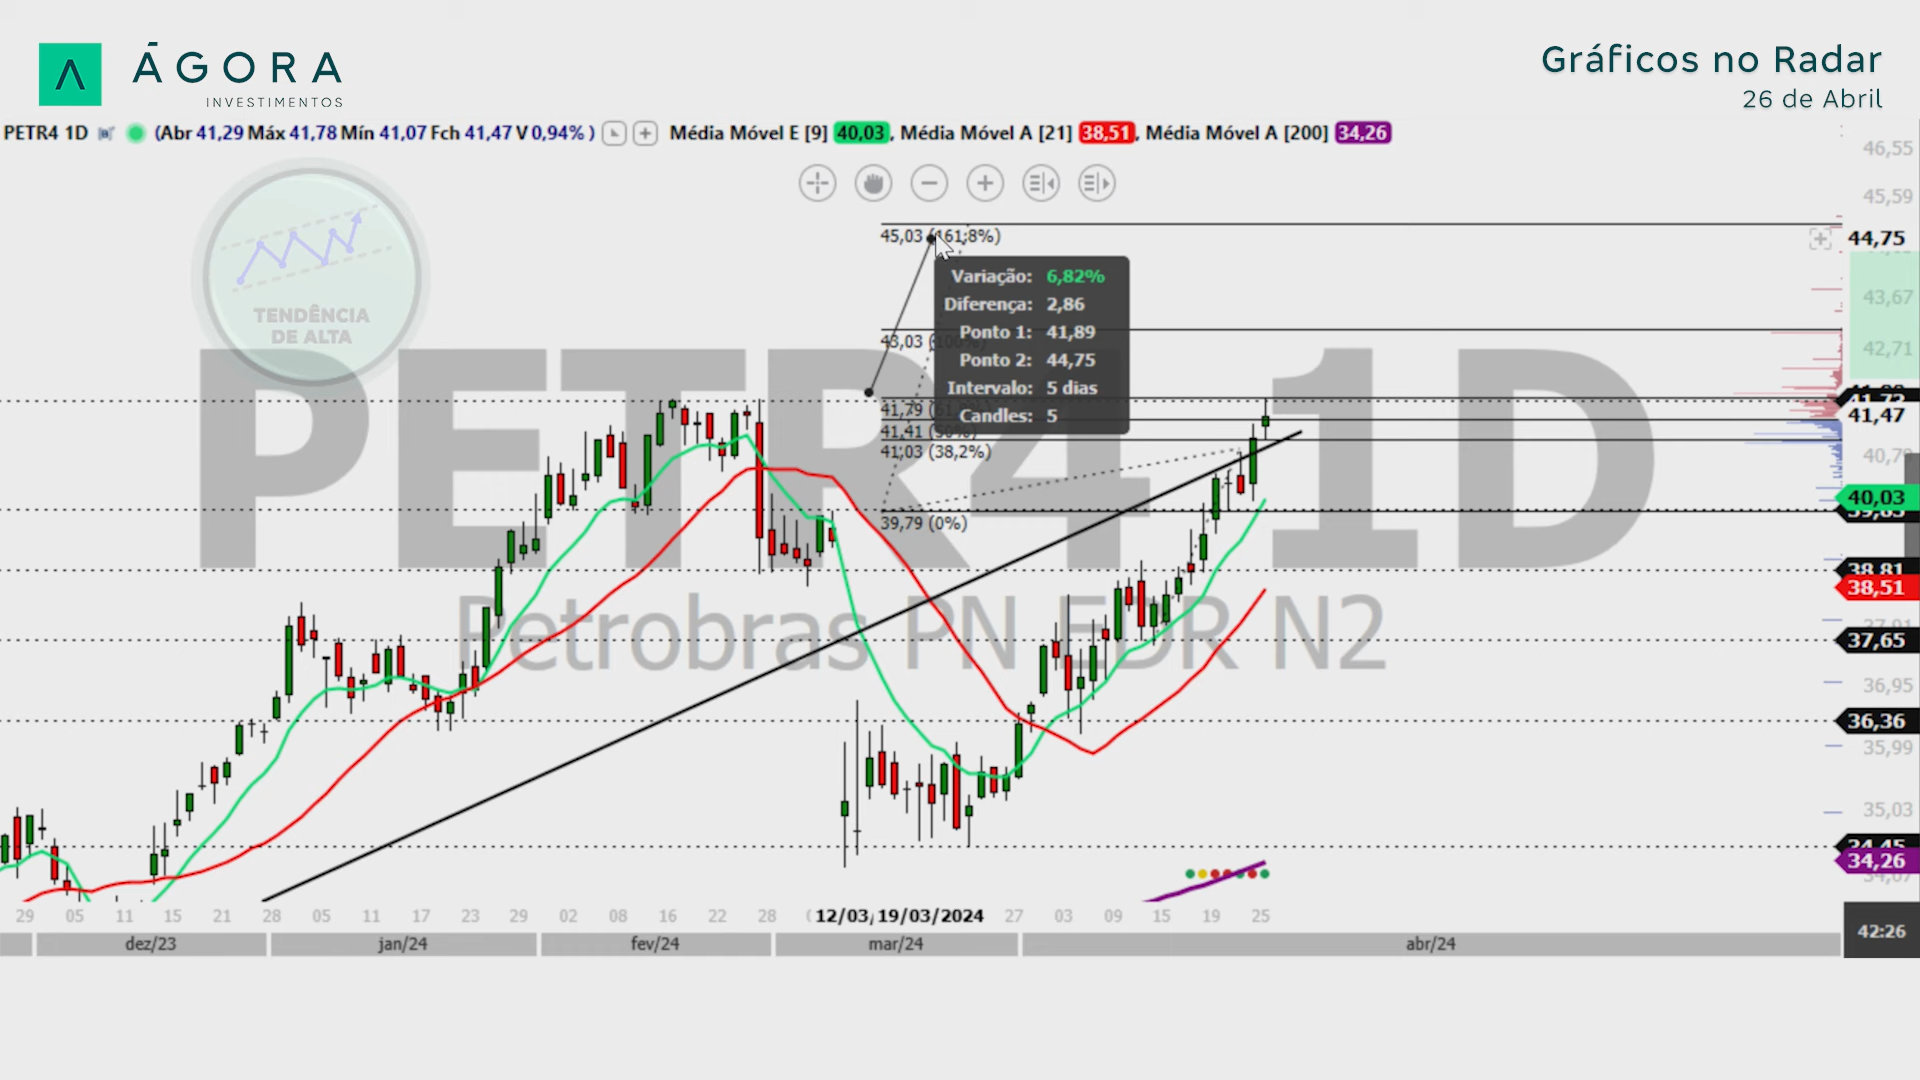 ÁGORA
INVESTIMENTOS
Gráficos no Radar
26 de Abril
PETR4 1D (Abr 41,29 Máx 41,78 Mín 41,07 Fch 41,47 V 0,94% ) Média Móvel E [9] 40,03, Média Móvel A [21] 38,51, Média Móvel A [200] 34,26
TENDÊNCIA
DE ALTA
PETR4 1D
Petrobras PN EDR N2
45,03 (161,8%)
43,03 (100%)
41,79
41,41 (50%)
41,03 (38,2%)
39,79 (0%)
Variação: 6,82%
Diferença: 2,86
Ponto 1: 41,89
Ponto 2: 44,75
Intervalo: 5 dias
Candles: 5
46,55
45,59
44,75
43,67
42,71
41,47
40,03
38,81
38,51
37,65
36,95
36,36
35,99
35,03
34,45
34,26
42:26
29 05 11 15 21 28 05 11 17 23 29 02 08 16 22 28 12/03/ 19/03/2024 27 03 09 15 19 25
dez/23 jan/24 fev/24 mar/24 abr/24